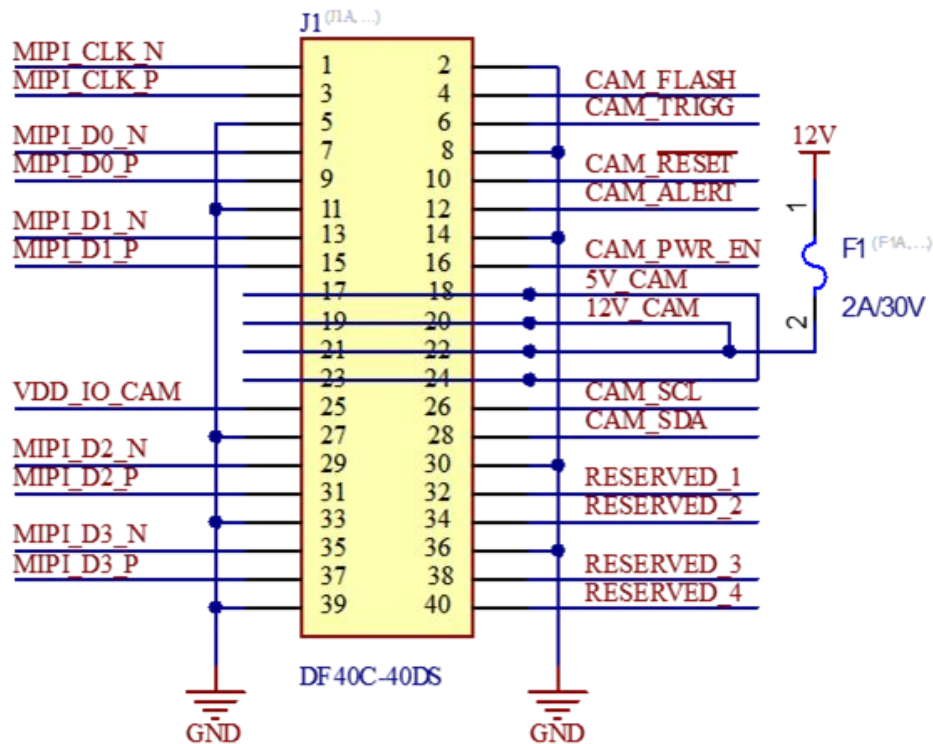 J1 (J1A, ...)
MIPI_CLK_N 1 2
MIPI_CLK_P 3 4 CAM_FLASH
5 6 CAM_TRIGG
MIPI_D0_N 7 8 12V
MIPI_D0_P 9 10 CAM_RESET
11 12 CAM_ALERT 1
MIPI_D1_N 13 14 F1 (F1A,...)
MIPI_D1_P 15 16 CAM_PWR_EN
17 18 5V_CAM 2A/30V
19 20 12V_CAM 2
21 22
23 24
VDD_IO_CAM 25 26 CAM_SCL
27 28 CAM_SDA
MIPI_D2_N 29 30
MIPI_D2_P 31 32 RESERVED_1
33 34 RESERVED_2
MIPI_D3_N 35 36
MIPI_D3_P 37 38 RESERVED_3
39 40 RESERVED_4
DF40C-40DS
GND GND